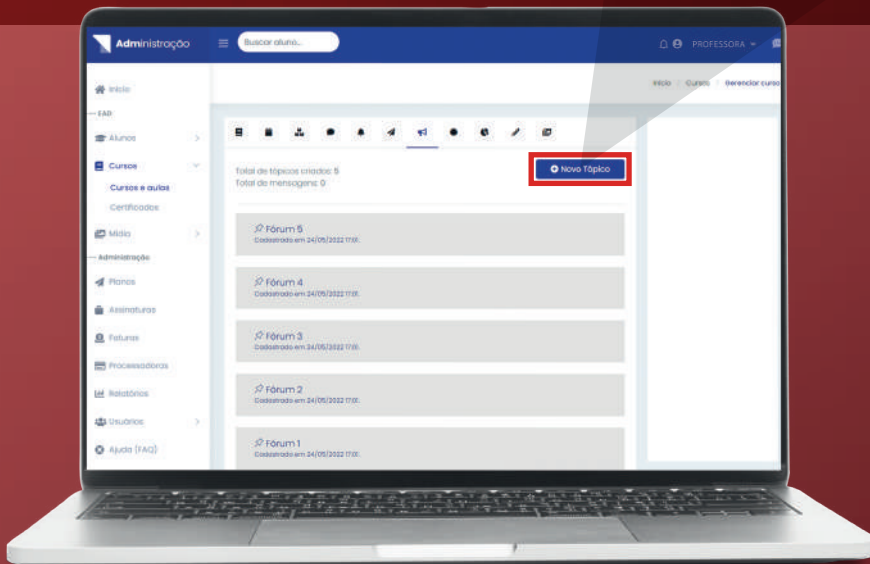 Administração
Buscar aluno...
PROFESSORA
Início / Cursos / Gerenciar curso
Início
EAD
Alunos
Cursos
Cursos e aulas
Certificados
Mídia
Administração
Planos
Assinaturas
Faturas
Processadoras
Relatórios
Usuários
Ajuda (FAQ)
Total de tópicos criados: 5
Total de mensagens: 0
Novo Tópico
Fórum 5
Cadastrado em 24/05/2022 17:01.
Fórum 4
Cadastrado em 24/05/2022 17:01.
Fórum 3
Cadastrado em 24/05/2022 17:01.
Fórum 2
Cadastrado em 24/05/2022 17:01.
Fórum 1
Cadastrado em 24/05/2022 17:01.